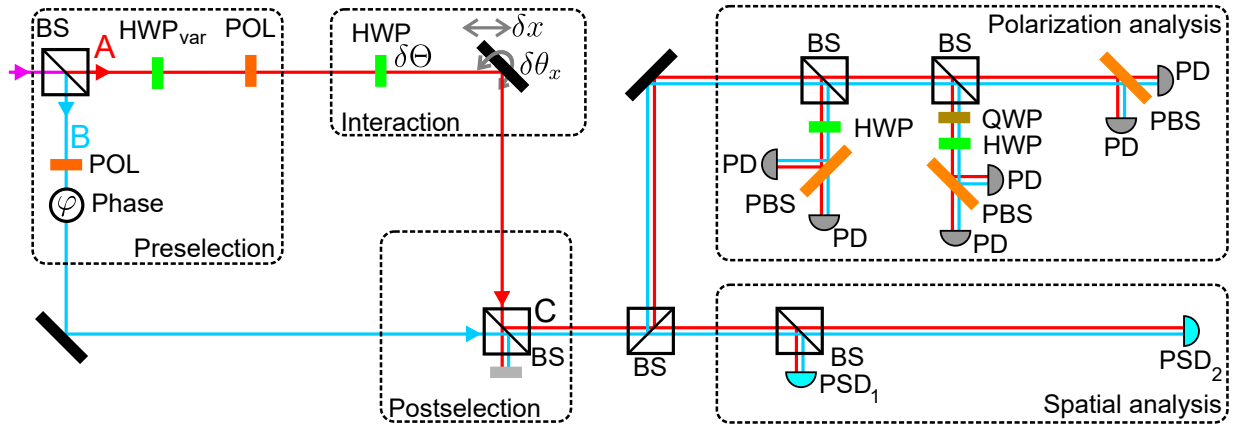 BS
A
HWP_var
POL
B
POL
φ
Phase
Preselection
HWP
δΘ
δx
δθ_x
Interaction
C
BS
Postselection
BS
Polarization analysis
BS
BS
PD
PBS
PD
HWP
QWP
HWP
PD
PD
PBS
PBS
PD
PD
BS
PSD_1
PSD_2
Spatial analysis